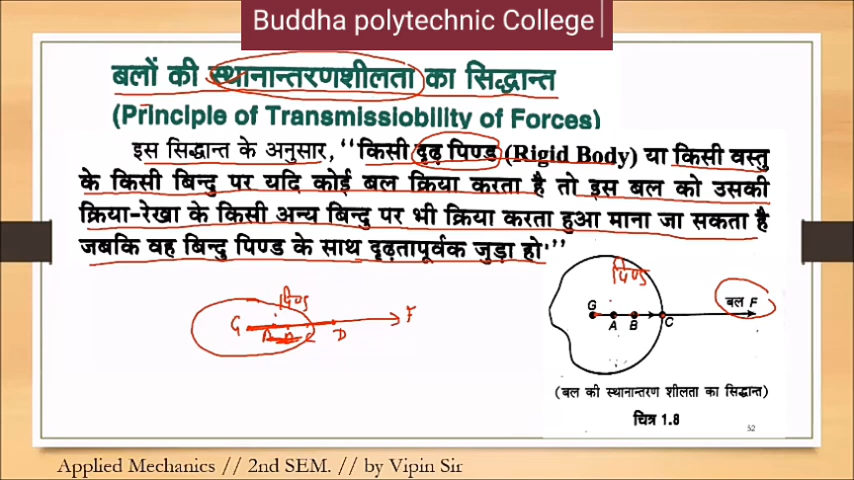 Buddha polytechnic College
बलों की स्थानान्तरणशीलता का सिद्धान्त
(Principle of Transmissiobility of Forces)
इस सिद्धान्त के अनुसार, “किसी दृढ़ पिण्ड (Rigid Body) या किसी वस्तु
के किसी बिन्दु पर यदि कोई बल क्रिया करता है तो इस बल को उसकी
क्रिया-रेखा के किसी अन्य बिन्दु पर भी क्रिया करता हुआ माना जा सकता है
जबकि वह बिन्दु पिण्ड के साथ दृढ़तापूर्वक जुड़ा हो”
पिण्ड
G
C
D
F
पिण्ड
G
A
B
C
बल F
(बल की स्थानान्तरण शीलता का सिद्धान्त)
चित्र 1.8
52
Applied Mechanics // 2nd SEM. // by Vipin Sir